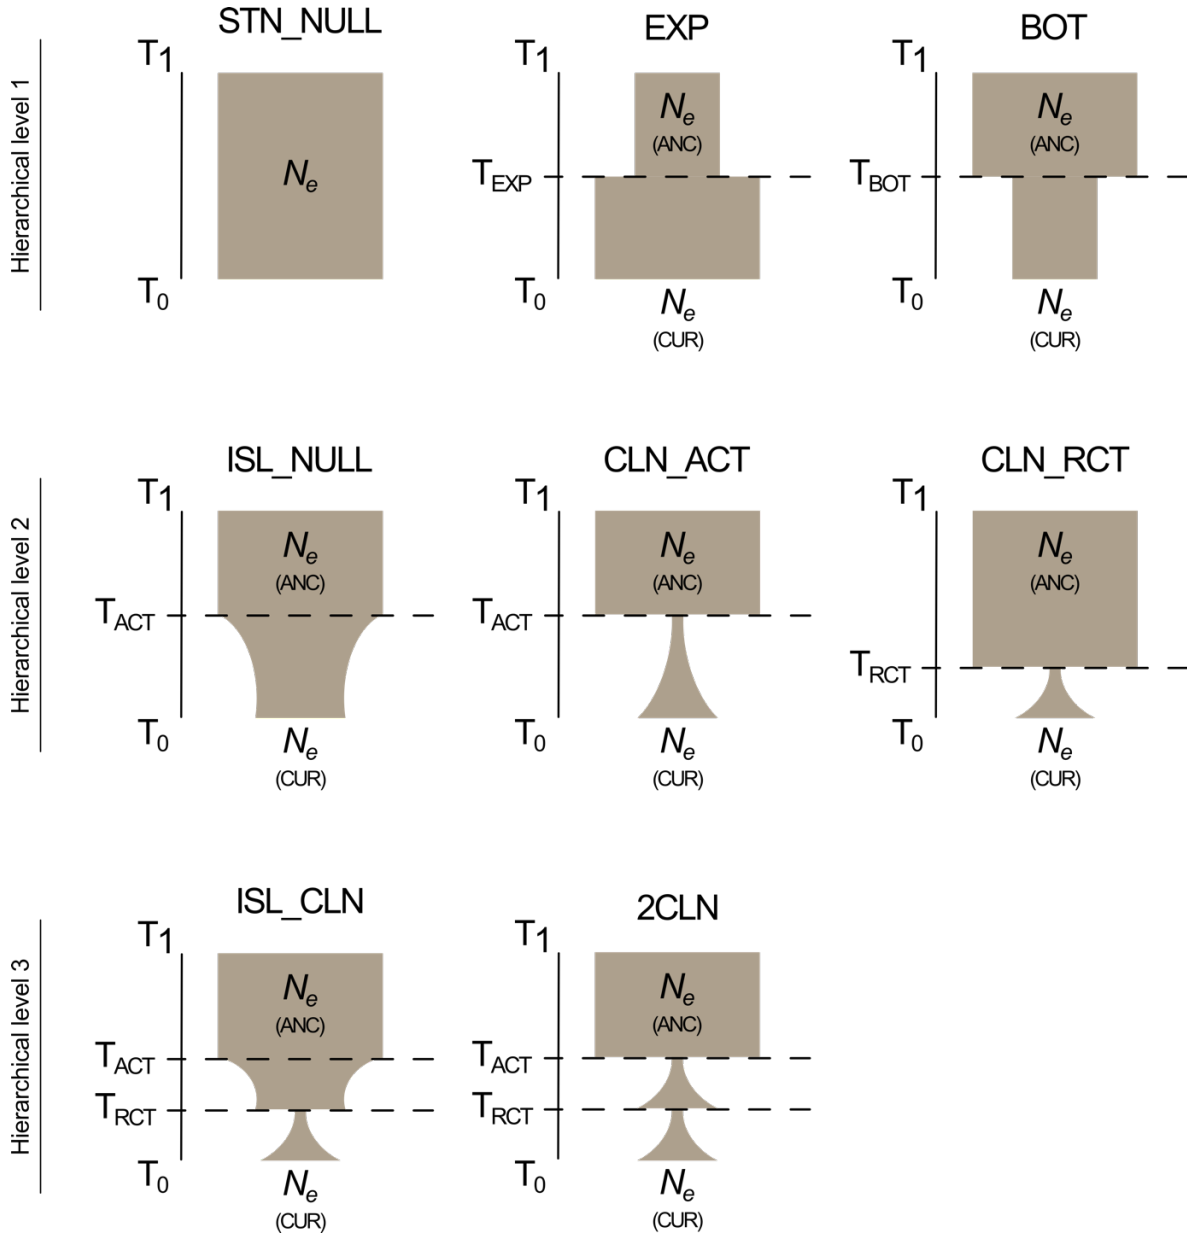 Hierarchical level 1
STN_NULL
T1
Ne
T0
EXP
T1
Ne
(ANC)
TEXP
T0
Ne
(CUR)
BOT
T1
Ne
(ANC)
TBOT
T0
Ne
(CUR)
Hierarchical level 2
ISL_NULL
T1
Ne
(ANC)
TACT
T0
Ne
(CUR)
CLN_ACT
T1
Ne
(ANC)
TACT
T0
Ne
(CUR)
CLN_RCT
T1
Ne
(ANC)
TRCT
T0
Ne
(CUR)
Hierarchical level 3
ISL_CLN
T1
Ne
(ANC)
TACT
TRCT
T0
Ne
(CUR)
2CLN
T1
Ne
(ANC)
TACT
TRCT
T0
Ne
(CUR)